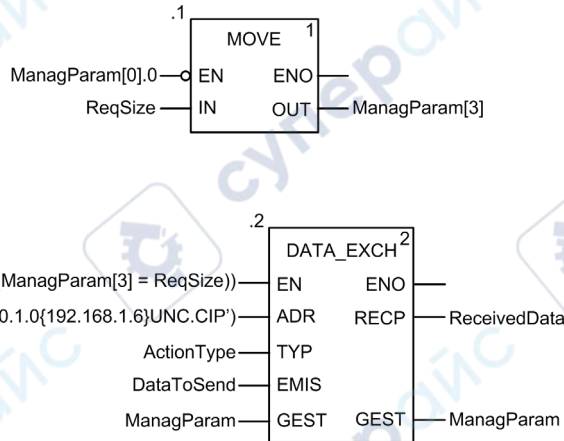 .1
MOVE 1
ManagParam[0].0 EN ENO
ReqSize IN OUT ManagParam[3]
супер
айс
.2
DATA_EXCH 2
ManagParam[3] = ReqSize)) EN ENO
0.1.0{192.168.1.6}UNC.CIP’) ADR RECP ReceivedData
ActionType TYP
DataToSend EMIS
ManagParam GEST GEST ManagParam